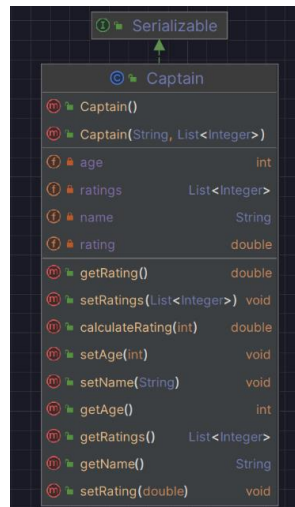 Serializable
Captain
Captain()
Captain(String, List<Integer>)
age int
ratings List<Integer>
name String
rating double
getRating() double
setRatings(List<Integer>) void
calculateRating(int) double
setAge(int) void
setName(String) void
getAge() int
getRatings() List<Integer>
getName() String
setRating(double) void